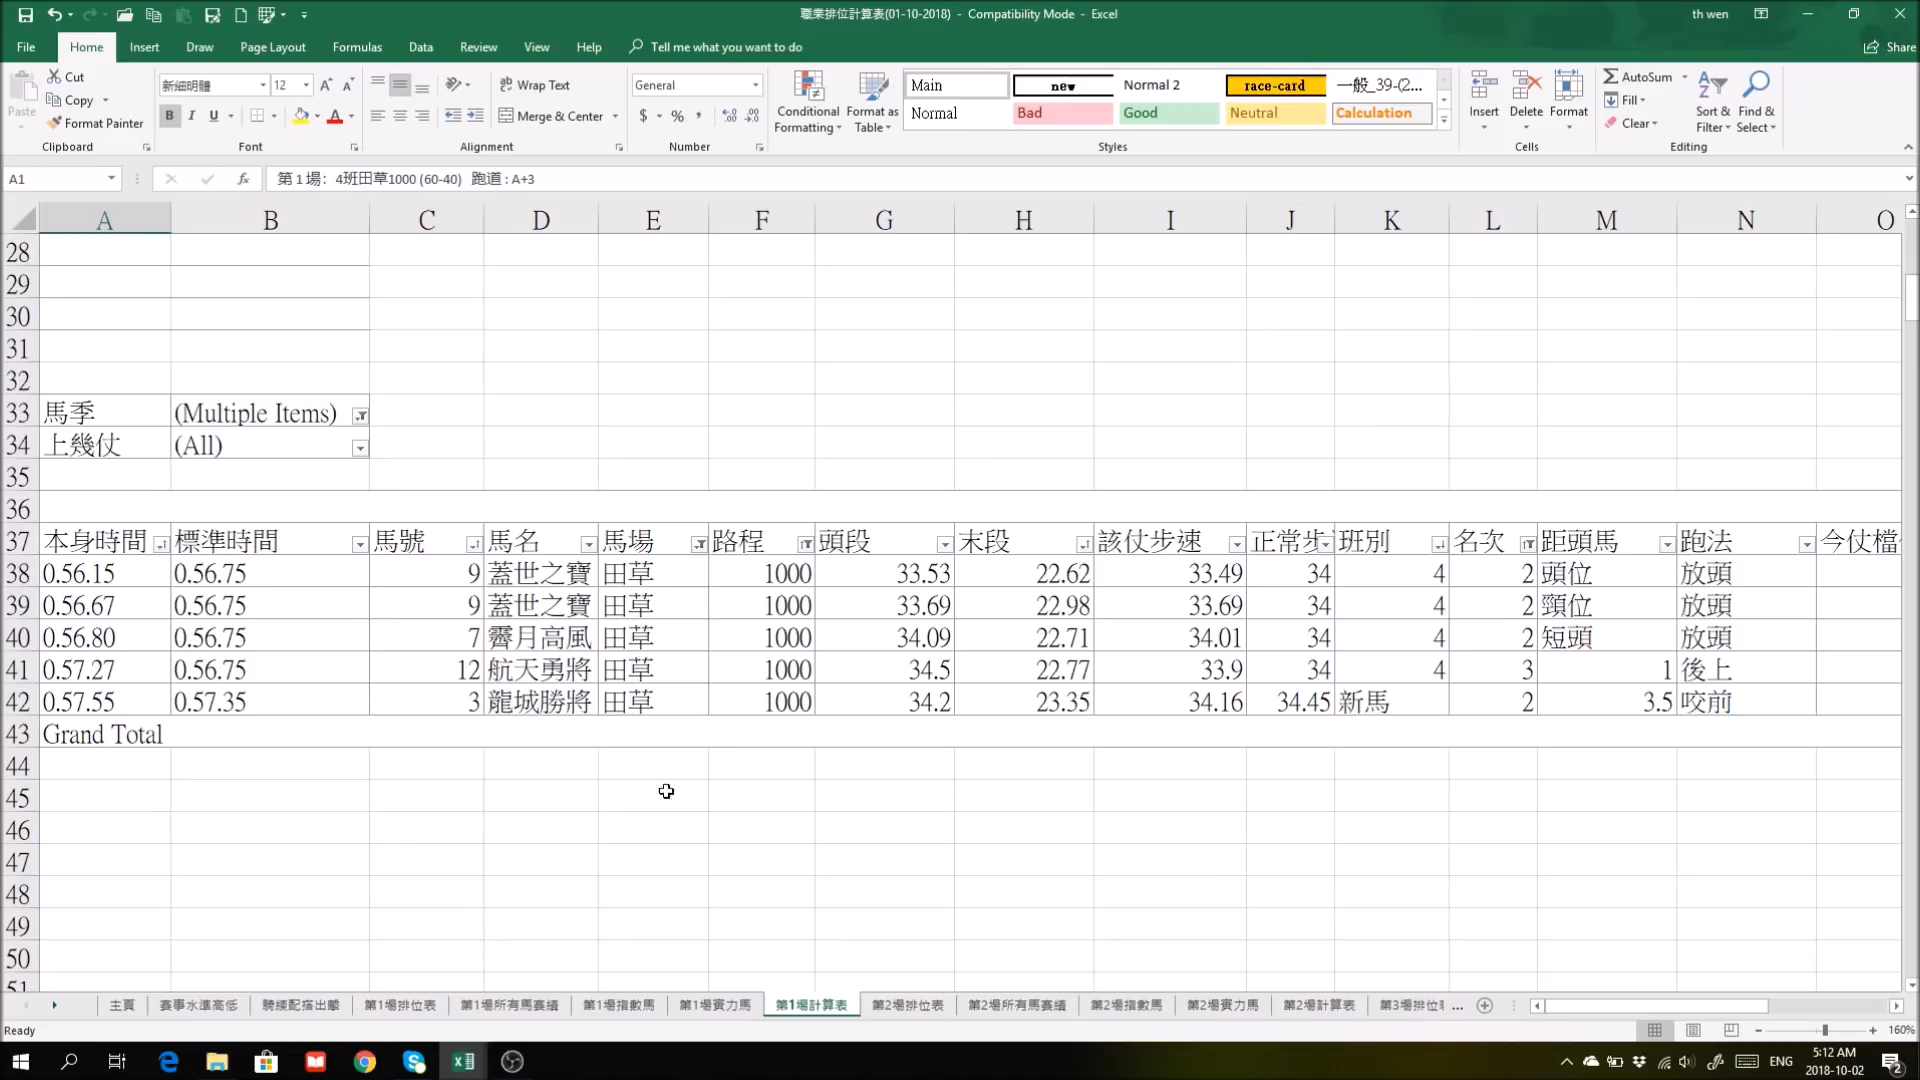 職業排位計算表(01-10-2018) - Compatibility Mode - Excel
th wen
File Home Insert Draw Page Layout Formulas Data Review View Help Tell me what you want to do Share
Paste
Cut
Copy
Format Painter
Clipboard
新細明體 12
B I U
Font
Wrap Text
Merge & Center
Alignment
General
$ % ,
Number
Conditional Formatting
Format as Table
Main new Normal 2 race-card 一般_39-(2...
Normal Bad Good Neutral Calculation
Styles
Insert Delete Format
Cells
AutoSum
Fill
Clear
Sort & Filter
Find & Select
Editing
A1 fx 第 1 場: 4班田草1000 (60-40) 跑道 : A+3
A B C D E F G H I J K L M N O
28
29
30
31
32
33 馬季 (Multiple Items)
34 上幾仗 (All)
35
36
37 本身時間 標準時間 馬號 馬名 馬場 路程 頭段 末段 該仗步速 正常步 班別 名次 距頭馬 跑法 今仗檔
38 0.56.15 0.56.75 9 蓋世之寶 田草 1000 33.53 22.62 33.49 34 4 2 頭位 放頭
39 0.56.67 0.56.75 9 蓋世之寶 田草 1000 33.69 22.98 33.69 34 4 2 頸位 放頭
40 0.56.80 0.56.75 7 霽月高風 田草 1000 34.09 22.71 34.01 34 4 2 短頭 放頭
41 0.57.27 0.56.75 12 航天勇將 田草 1000 34.5 22.77 33.9 34 4 3 1 後上
42 0.57.55 0.57.35 3 龍城勝將 田草 1000 34.2 23.35 34.16 34.45 新馬 2 3.5 咬前
43 Grand Total
44
45
46
47
48
49
50
51
主頁 賽事水準高低 騎練配搭出擊 第1場排位表 第1場所有馬賽績 第1場指數馬 第1場實力馬 第1場計算表 第2場排位表 第2場所有馬賽績 第2場指數馬 第2場實力馬 第2場計算表 第3場排位 ...
Ready
160%
ENG
5:12 AM
2018-10-02
2